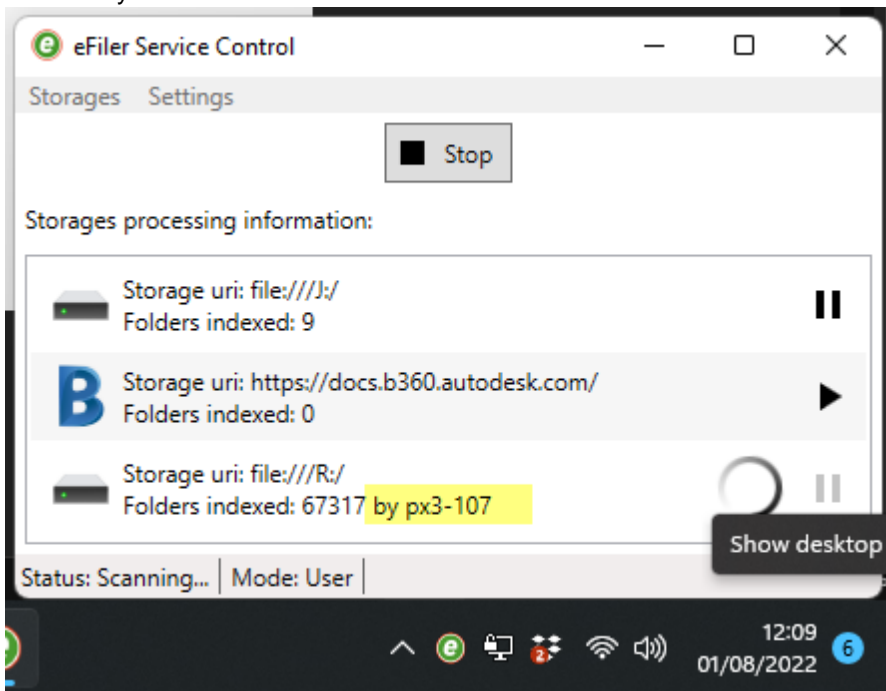 eFiler Service Control
Storages Settings
Stop
Storages processing information:
Storage uri: file:///J:/
Folders indexed: 9
Storage uri: https://docs.b360.autodesk.com/
Folders indexed: 0
Storage uri: file:///R:/
Folders indexed: 67317 by px3-107
Show desktop
Status: Scanning... Mode: User
12:09
2
01/08/2022
6